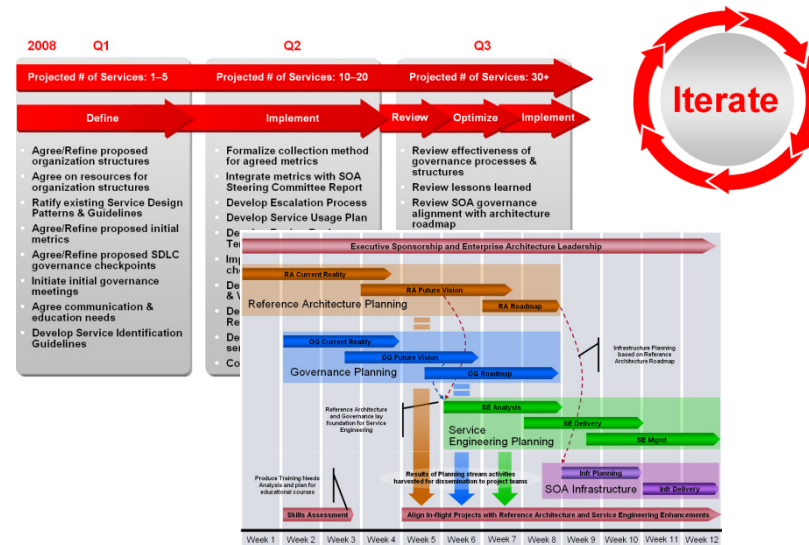 2008 Q1 Q2 Q3
Projected # of Services: 1–5 Projected # of Services: 10–20 Projected # of Services: 30+
Define Implement Review Optimize Implement
Iterate
Agree/Refine proposed
organization structures
Agree on resources for
organization structures
Ratify existing Service Design
Patterns & Guidelines
Agree/Refine proposed initial
metrics
Agree/Refine proposed SDLC
governance checkpoints
Initiate initial governance
meetings
Agree communication &
education needs
Develop Service Identification
Guidelines
Formalize collection method
for agreed metrics
Integrate metrics with SOA
Steering Committee Report
Develop Escalation Process
Develop Service Usage Plan
Review effectiveness of
governance processes &
structures
Review lessons learned
Review SOA governance
alignment with architecture
roadmap
Executive Sponsorship and Enterprise Architecture Leadership
RA Current Reality
RA Future Vision
RA Roadmap
Reference Architecture Planning
OG Current Reality
OG Future Vision
OG Roadmap
Governance Planning
Infrastructure Planning
based on Reference
Architecture Roadmap
Reference Architecture
and Governance lay
foundation for Service
Engineering
SE Analysis
SE Delivery
SE Mgmt
Service
Engineering Planning
Infr Planning
Infr Delivery
SOA Infrastructure
Produce Training Needs
Analysis and plan for
educational courses
Results of Planning stream activities
harvested for dissemination to project teams
Skills Assessment
Align In-flight Projects with Reference Architecture and Service Engineering Enhancements
Week 1 Week 2 Week 3 Week 4 Week 5 Week 6 Week 7 Week 8 Week 9 Week 10 Week 11 Week 12